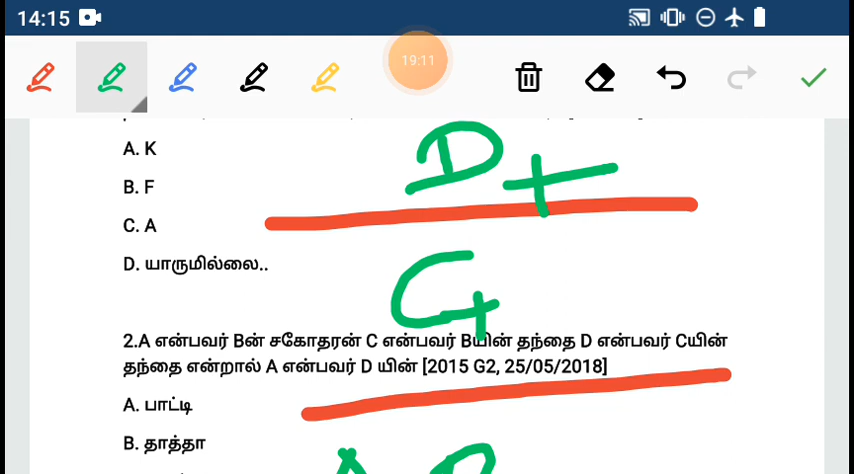 14:15
19:11
A. K
B. F
C. A
D. யாருமில்லை..
D+
C+
2.A என்பவர் Bன் சகோதரன் C என்பவர் Bயின் தந்தை D என்பவர் Cயின்
தந்தை என்றால் A என்பவர் D யின் [2015 G2, 25/05/2018]
A. பாட்டி
B. தாத்தா